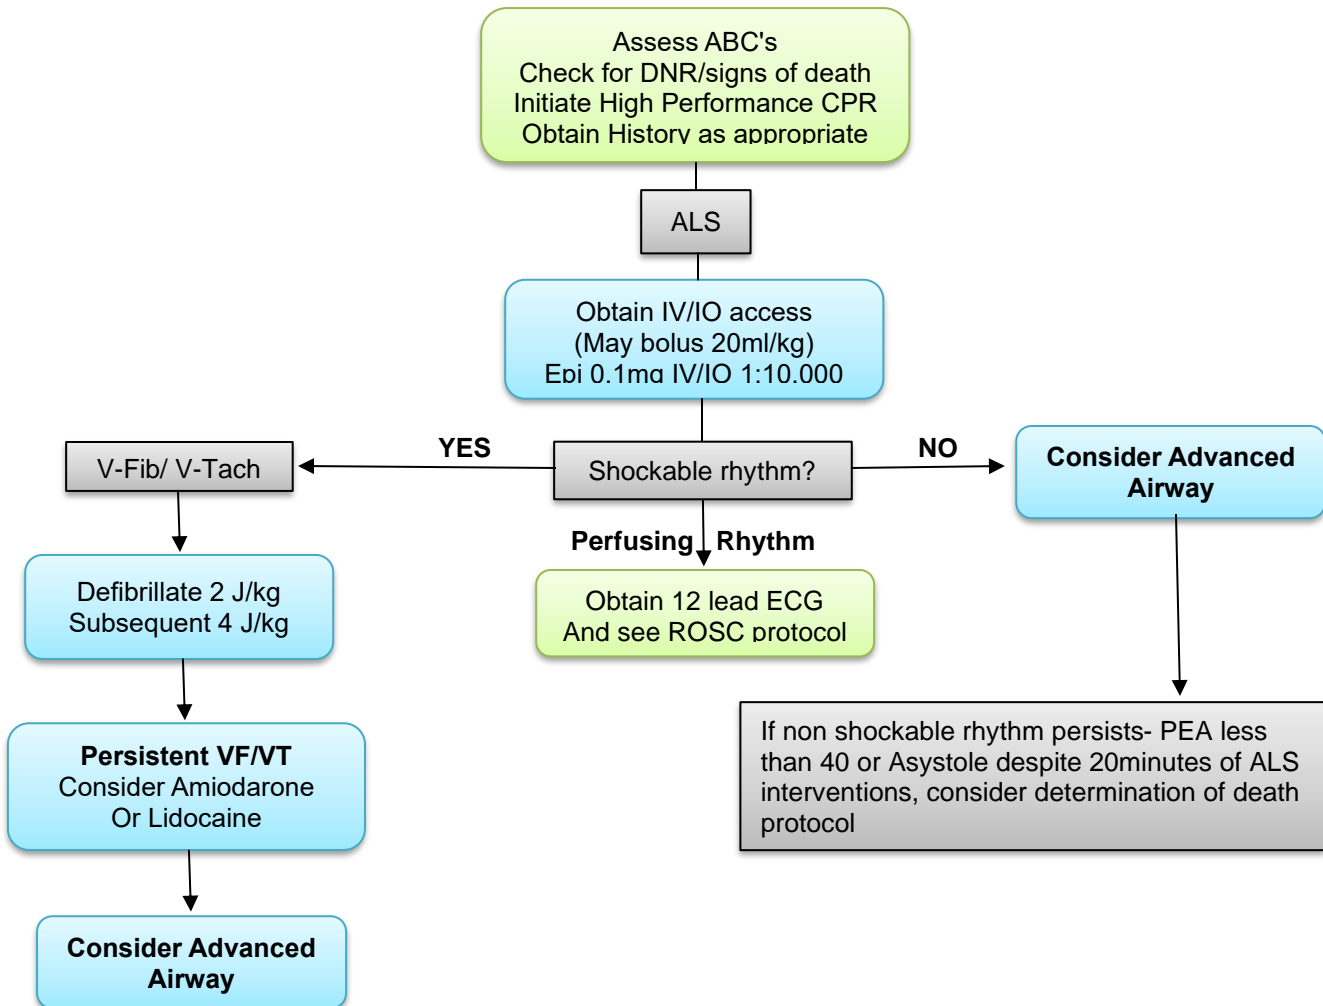 Assess ABC's
Check for DNR/signs of death
Initiate High Performance CPR
Obtain History as appropriate
ALS
Obtain IV/IO access
(May bolus 20ml/kg)
Epi 0.1mg IV/IO 1:10,000
YES
NO
V-Fib/ V-Tach
Shockable rhythm?
Consider Advanced
Airway
Perfusing Rhythm
Defibrillate 2 J/kg
Subsequent 4 J/kg
Obtain 12 lead ECG
And see ROSC protocol
Persistent VF/VT
Consider Amiodarone
Or Lidocaine
If non shockable rhythm persists- PEA less
than 40 or Asystole despite 20minutes of ALS
interventions, consider determination of death
protocol
Consider Advanced
Airway